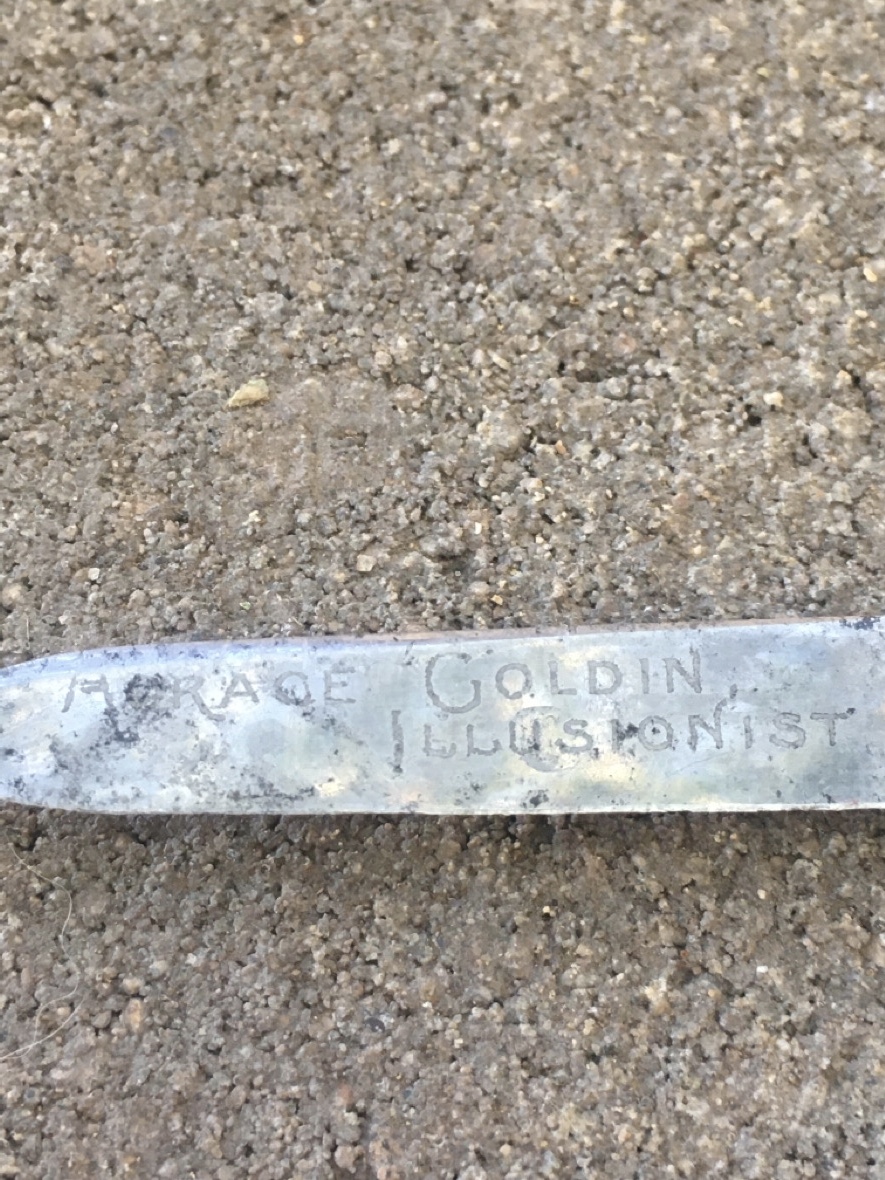 HORACE GOLDIN,
ILLUSIONIST.